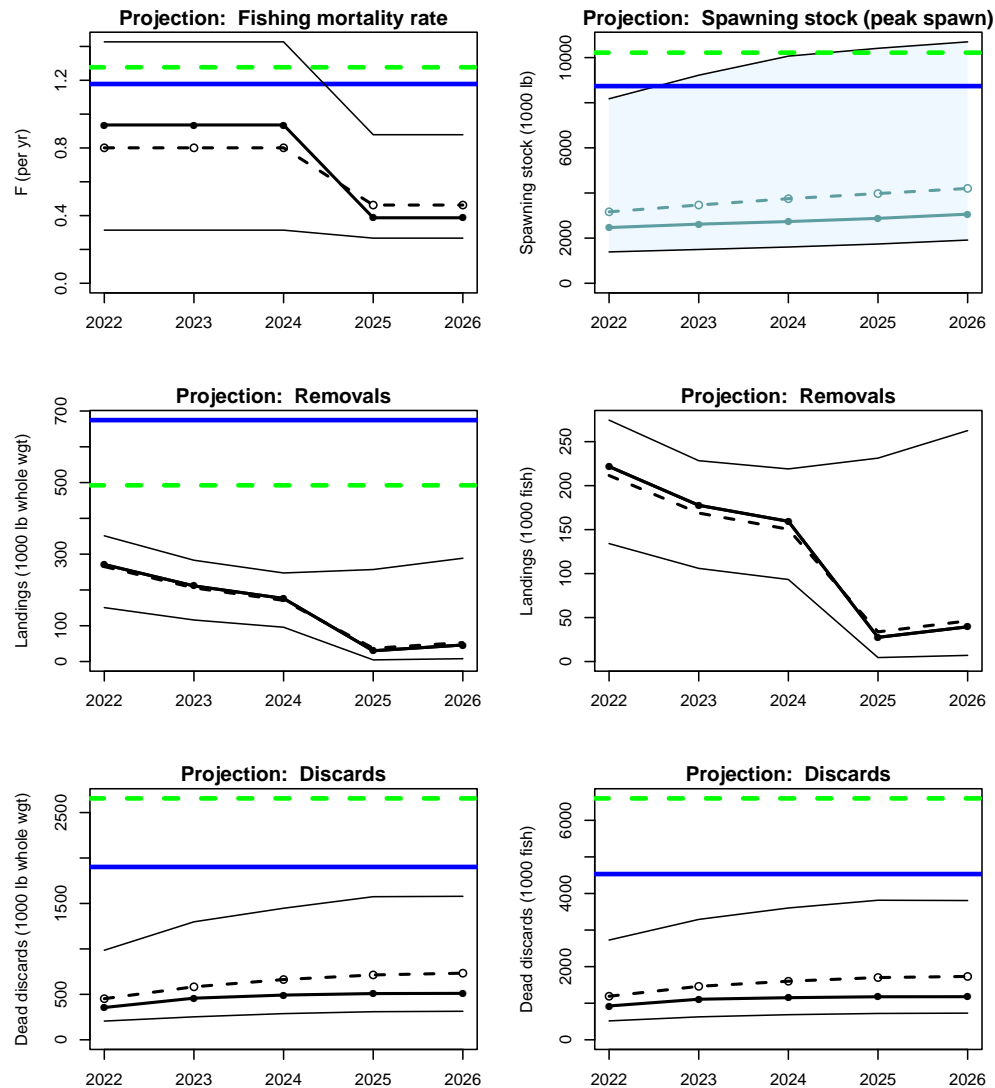 Projection: Fishing mortality rate
F (per yr)
0.0
0.4
0.8
1.2
2022 2023 2024 2025 2026
Projection: Spawning stock (peak spawn)
Spawning stock (1000 lb)
0
2000
6000
10000
2022 2023 2024 2025 2026
Projection: Removals
Landings (1000 lb whole wgt)
0
100
300
500
700
2022 2023 2024 2025 2026
Projection: Removals
Landings (1000 fish)
0
50
100
150
200
250
2022 2023 2024 2025 2026
Projection: Discards
Dead discards (1000 lb whole wgt)
0
500
1500
2500
2022 2023 2024 2025 2026
Projection: Discards
Dead discards (1000 fish)
0
2000
4000
6000
2022 2023 2024 2025 2026